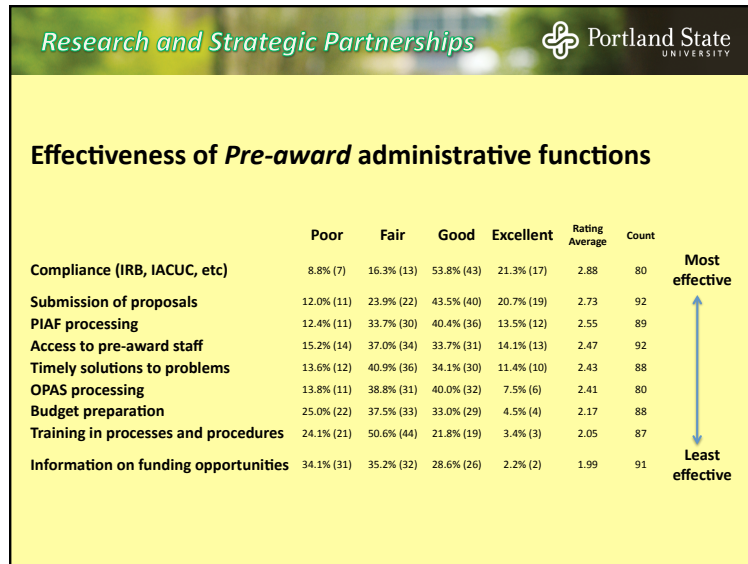 Research and Strategic Partnerships
Portland State
UNIVERSITY
Effectiveness of Pre-award administrative functions
Poor Fair Good Excellent Rating Average Count
Compliance (IRB, IACUC, etc) 8.8% (7) 16.3% (13) 53.8% (43) 21.3% (17) 2.88 80
Most effective
Submission of proposals 12.0% (11) 23.9% (22) 43.5% (40) 20.7% (19) 2.73 92
PIAF processing 12.4% (11) 33.7% (30) 40.4% (36) 13.5% (12) 2.55 89
Access to pre-award staff 15.2% (14) 37.0% (34) 33.7% (31) 14.1% (13) 2.47 92
Timely solutions to problems 13.6% (12) 40.9% (36) 34.1% (30) 11.4% (10) 2.43 88
OPAS processing 13.8% (11) 38.8% (31) 40.0% (32) 7.5% (6) 2.41 80
Budget preparation 25.0% (22) 37.5% (33) 33.0% (29) 4.5% (4) 2.17 88
Training in processes and procedures 24.1% (21) 50.6% (44) 21.8% (19) 3.4% (3) 2.05 87
Information on funding opportunities 34.1% (31) 35.2% (32) 28.6% (26) 2.2% (2) 1.99 91
Least effective